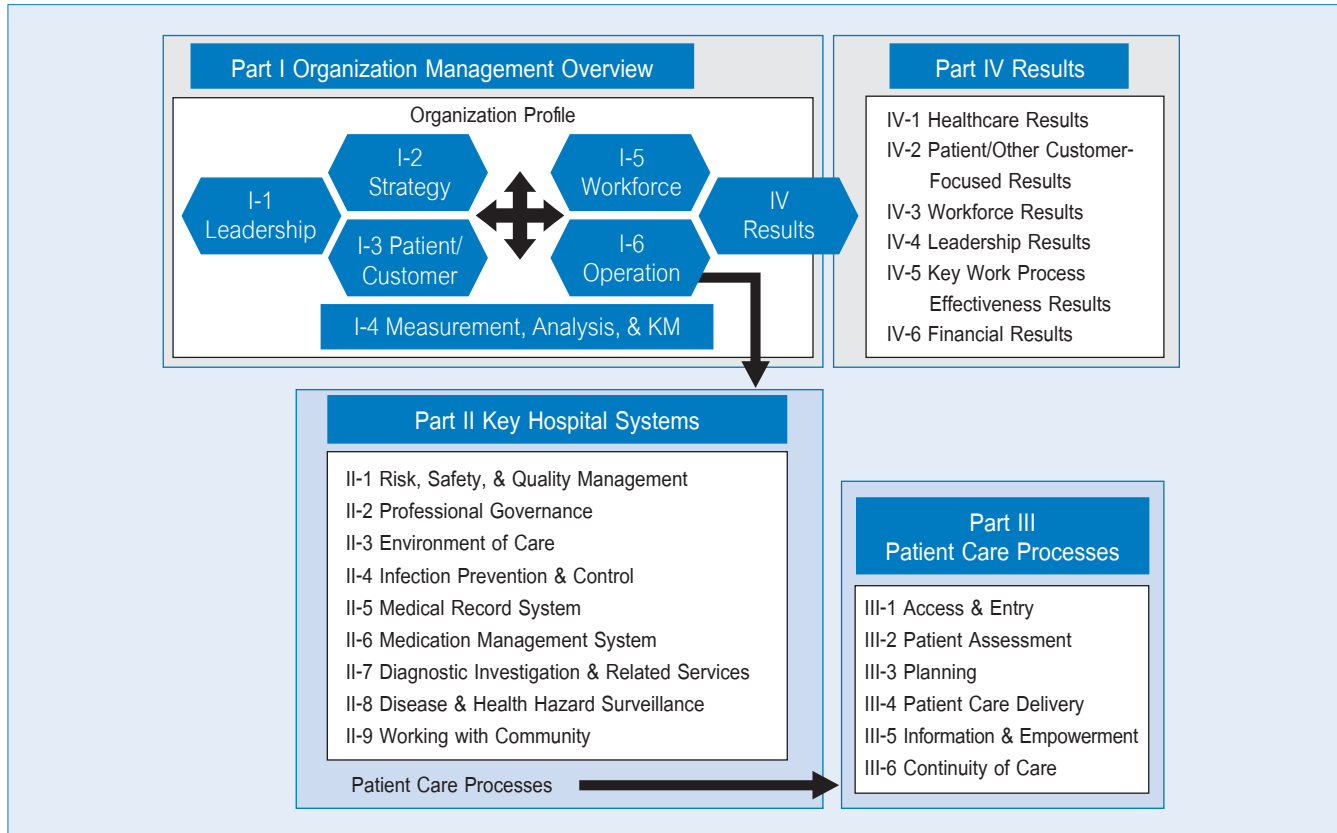 Part I Organization Management Overview
Organization Profile
I-1
Leadership
I-2
Strategy
I-3 Patient/
Customer
I-5
Workforce
I-6
Operation
IV
Results
I-4 Measurement, Analysis, & KM
Part IV Results
IV-1 Healthcare Results
IV-2 Patient/Other Customer-
Focused Results
IV-3 Workforce Results
IV-4 Leadership Results
IV-5 Key Work Process
Effectiveness Results
IV-6 Financial Results
Part II Key Hospital Systems
II-1 Risk, Safety, & Quality Management
II-2 Professional Governance
II-3 Environment of Care
II-4 Infection Prevention & Control
II-5 Medical Record System
II-6 Medication Management System
II-7 Diagnostic Investigation & Related Services
II-8 Disease & Health Hazard Surveillance
II-9 Working with Community
Patient Care Processes
Part III
Patient Care Processes
III-1 Access & Entry
III-2 Patient Assessment
III-3 Planning
III-4 Patient Care Delivery
III-5 Information & Empowerment
III-6 Continuity of Care